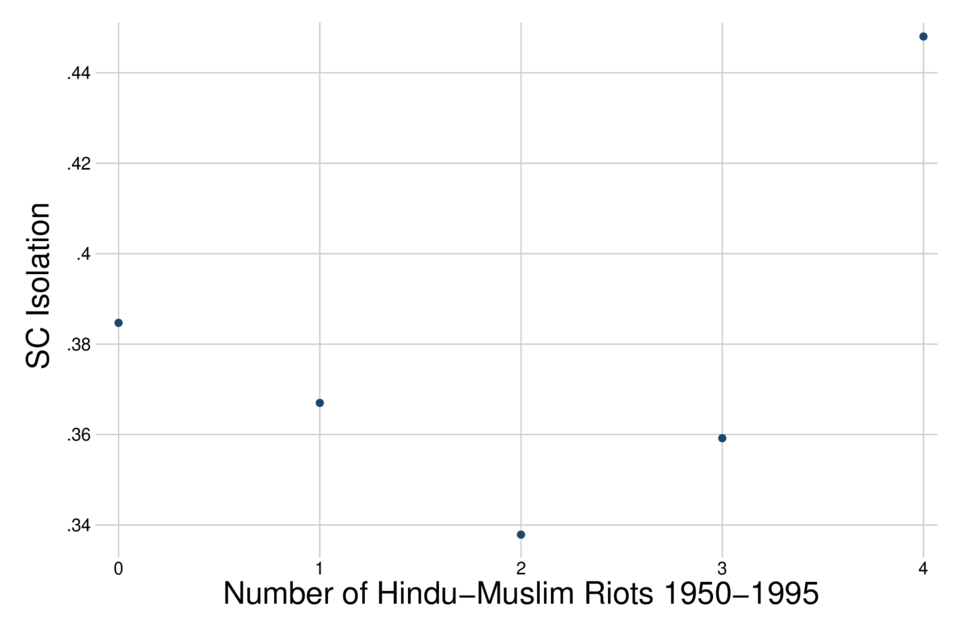 .44
.42
.4
.38
.36
.34
SC Isolation
0 1 2 3 4
Number of Hindu−Muslim Riots 1950−1995